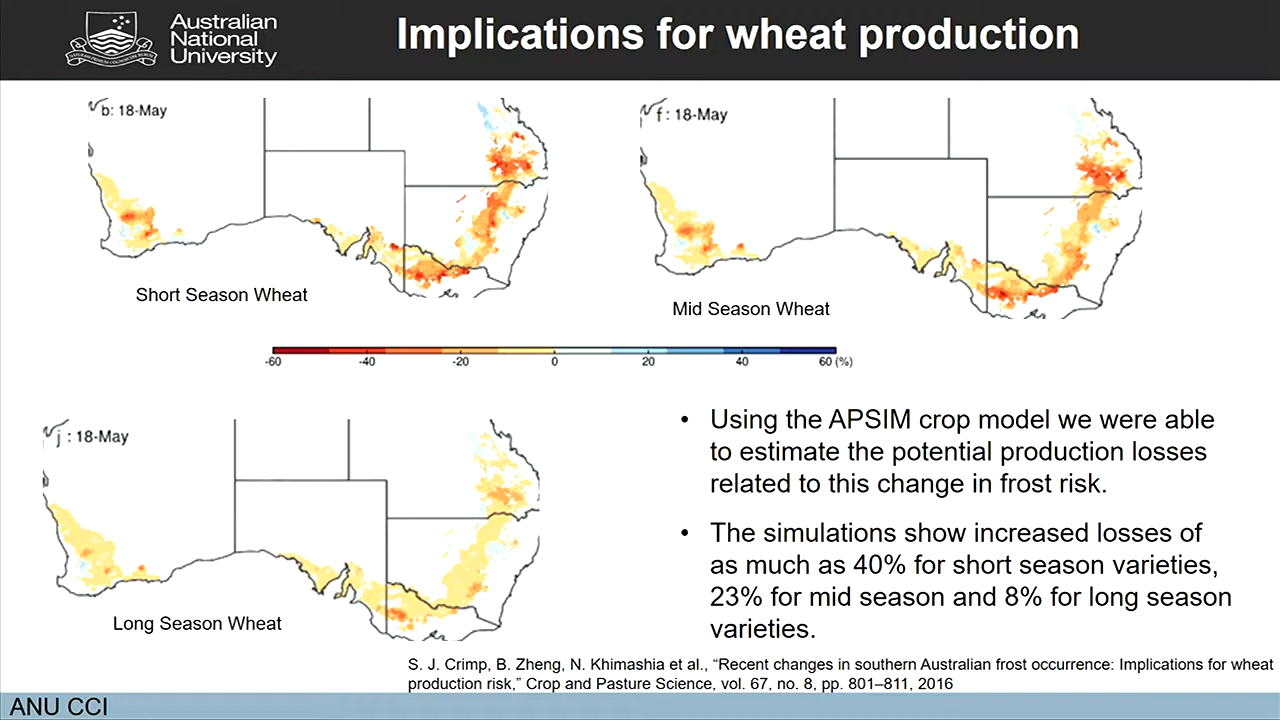 Australian
National
University
Implications for wheat production
b: 18-May
f : 18-May
Short Season Wheat
Mid Season Wheat
-60 -40 -20 0 20 40 60 (%)
j : 18-May
Long Season Wheat
• Using the APSIM crop model we were able
to estimate the potential production losses
related to this change in frost risk.
• The simulations show increased losses of
as much as 40% for short season varieties,
23% for mid season and 8% for long season
varieties.
S. J. Crimp, B. Zheng, N. Khimashia et al., “Recent changes in southern Australian frost occurrence: Implications for wheat
production risk,” Crop and Pasture Science, vol. 67, no. 8, pp. 801–811, 2016
ANU CCI